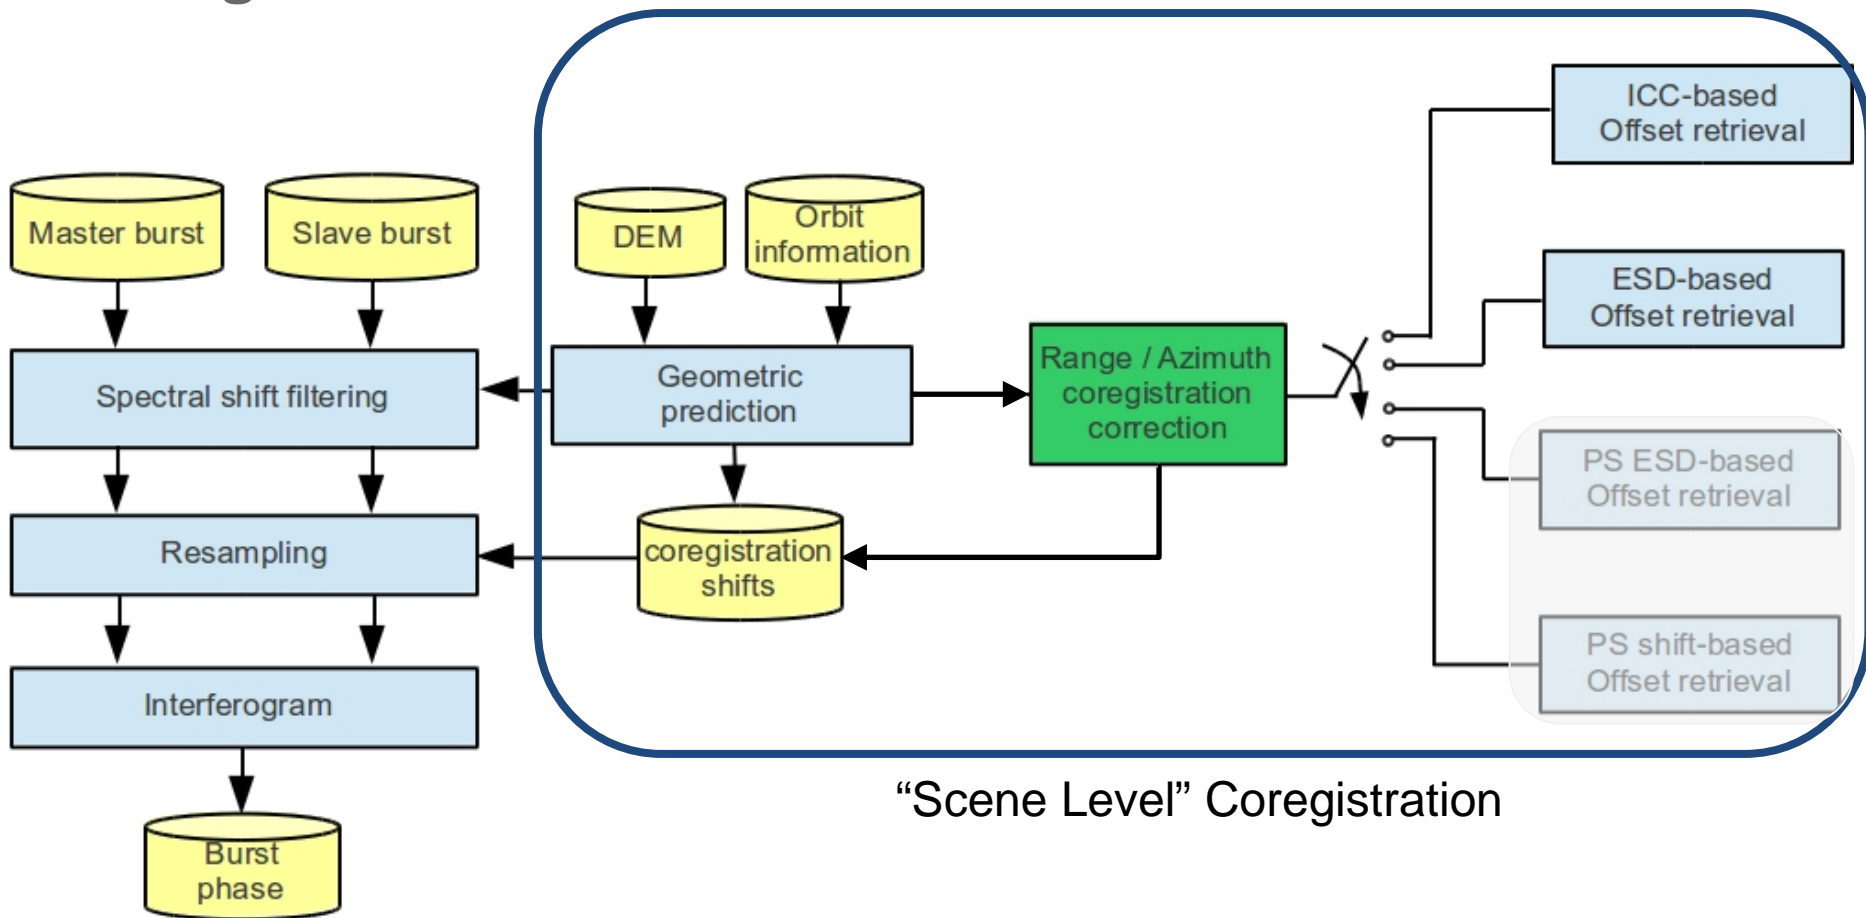 Master burst
Slave burst
DEM
Orbit
information
ICC-based
Offset retrieval
ESD-based
Offset retrieval
Spectral shift filtering
Geometric
prediction
Range / Azimuth
coregistration
correction
PS ESD-based
Offset retrieval
Resampling
coregistration
shifts
PS shift-based
Offset retrieval
Interferogram
Burst
phase
“Scene Level” Coregistration